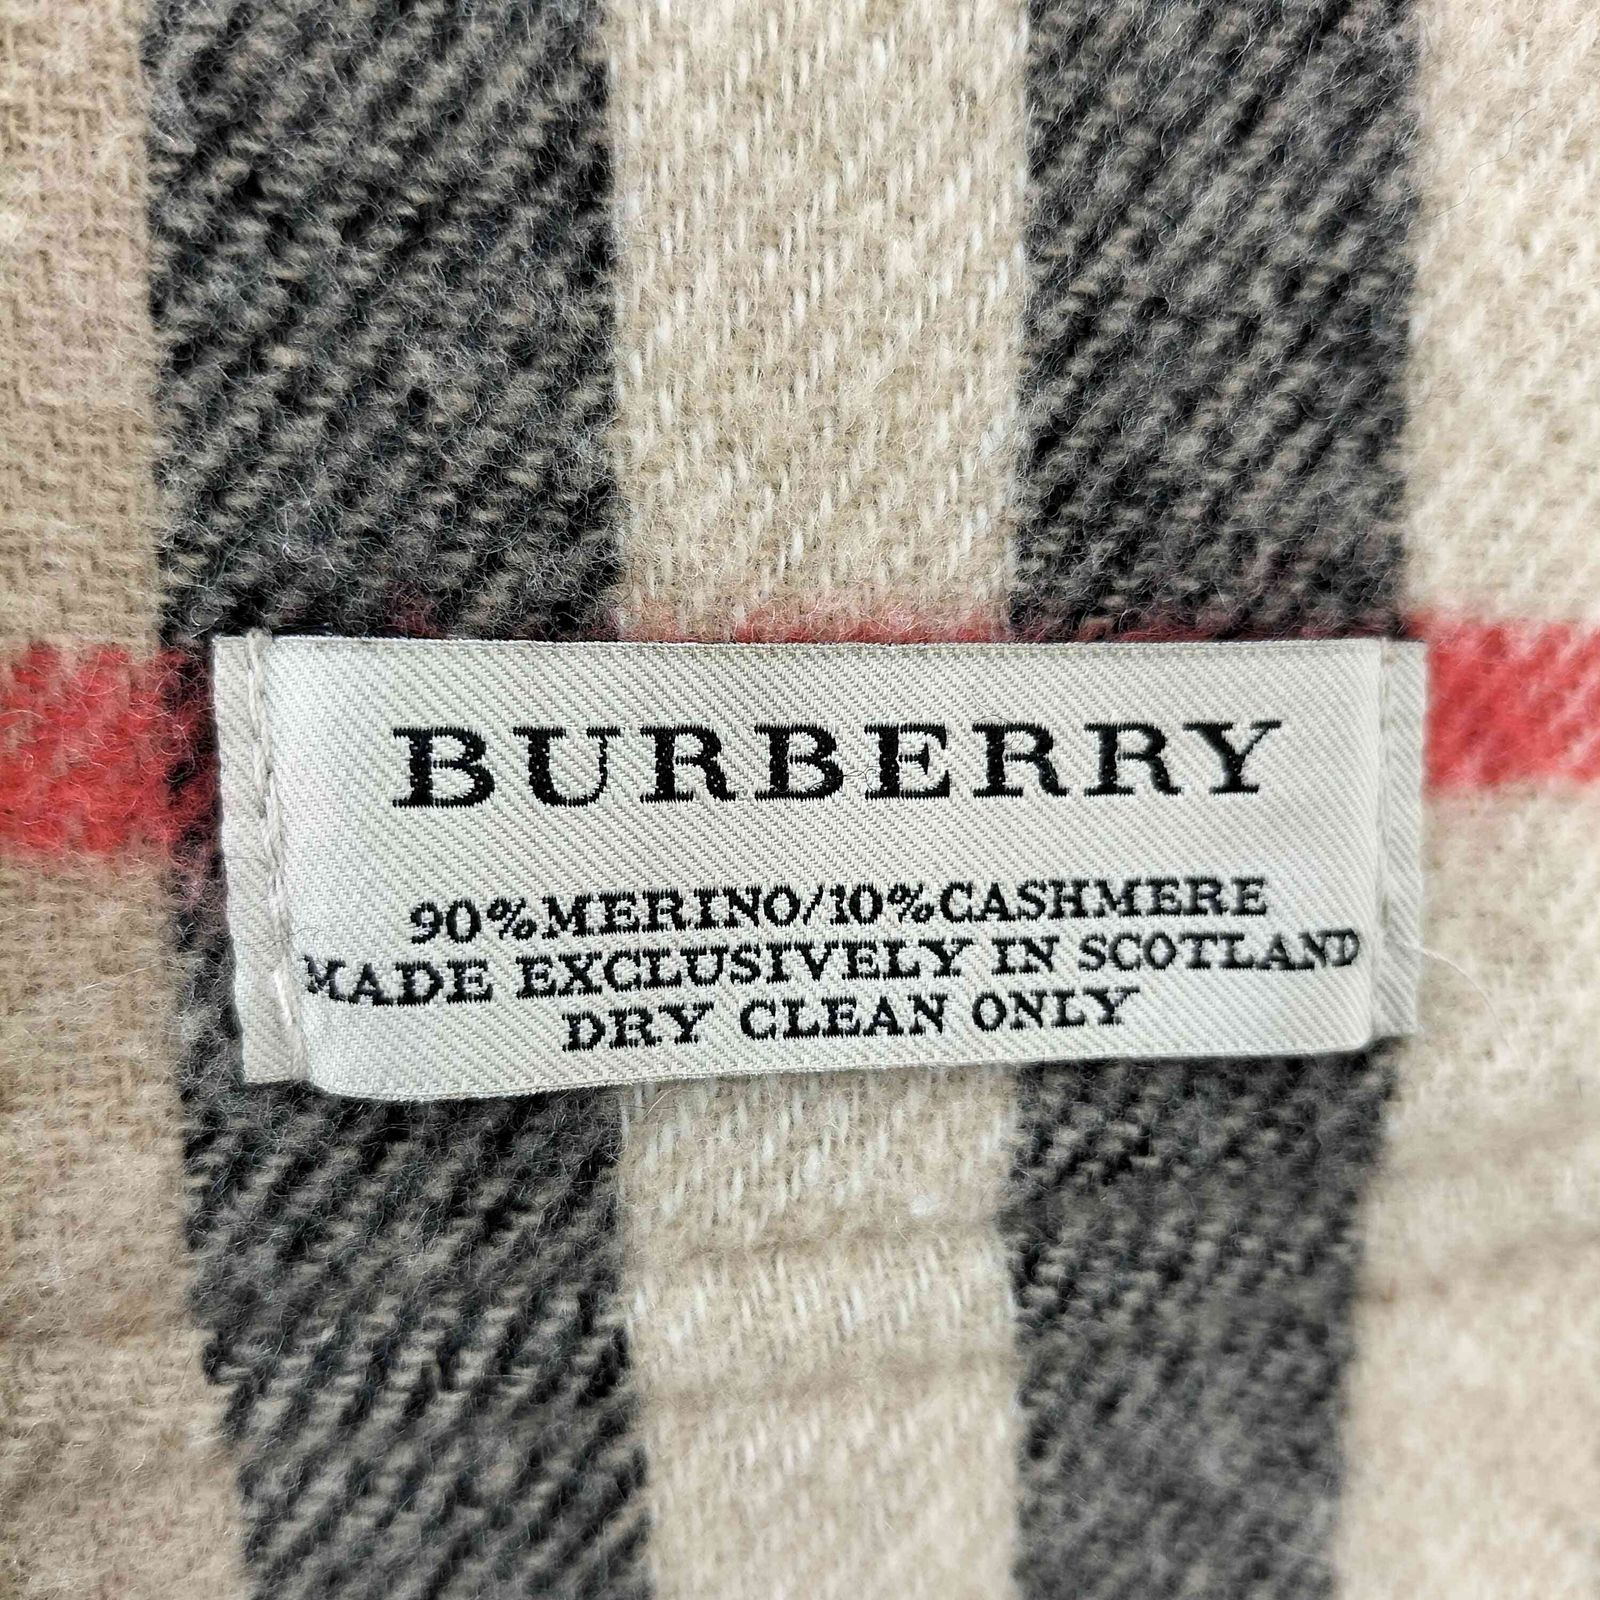 BURBERRY
90%MERINO/10%CASHMERE
MADE EXCLUSIVELY IN SCOTLAND
DRY CLEAN ONLY